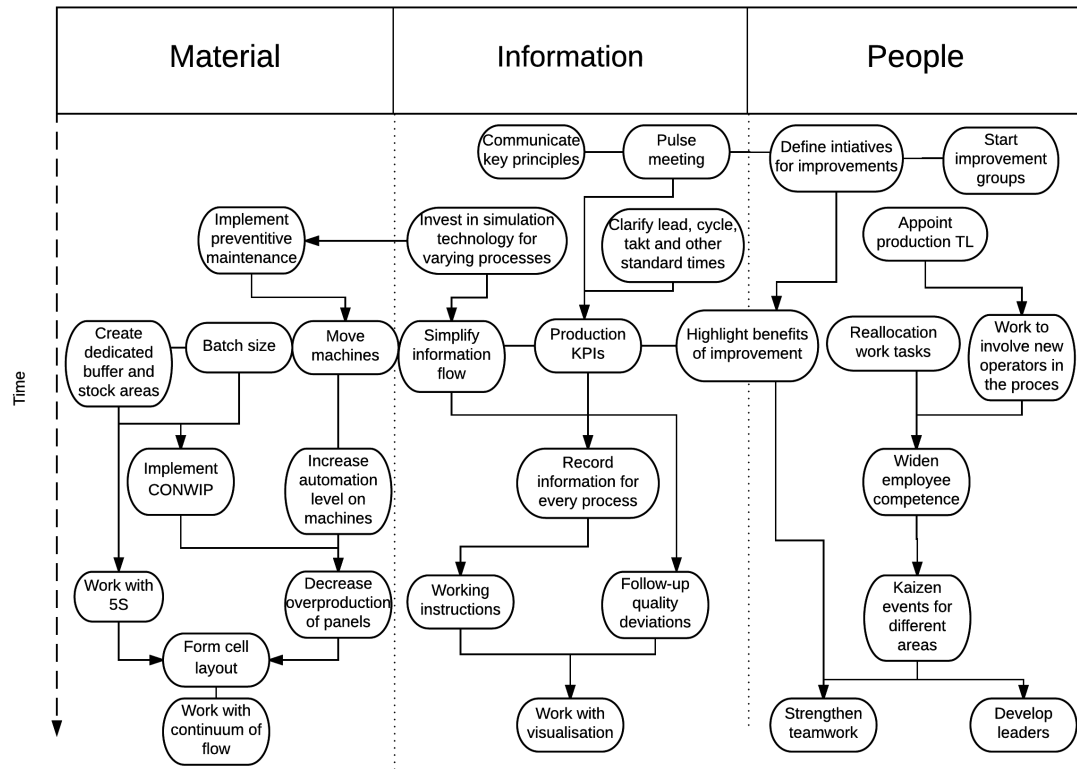 Material
Information
People
Time
Communicate
key principles
Pulse
meeting
Define intiatives
for improvements
Start
improvement
groups
Implement
preventitive
maintenance
Invest in simulation
technology for
varying processes
Clarify lead, cycle,
takt and other
standard times
Appoint
production TL
Create
dedicated
buffer and
stock areas
Batch size
Move
machines
Simplify
information
flow
Production
KPIs
Highlight benefits
of improvement
Reallocation
work tasks
Work to
involve new
operators in
the proces
Implement
CONWIP
Increase
automation
level on
machines
Record
information for
every process
Widen
employee
competence
Work with
5S
Decrease
overproduction
of panels
Working
instructions
Follow-up
quality
deviations
Kaizen
events for
different
areas
Form cell
layout
Work with
continuum of
flow
Work with
visualisation
Strengthen
teamwork
Develop
leaders